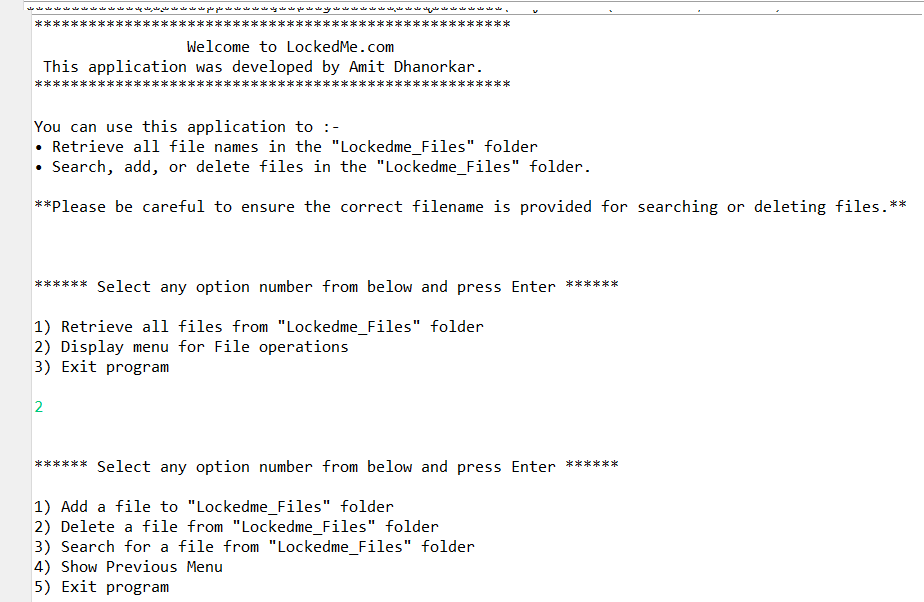 *****************************************************
Welcome to LockedMe.com
This application was developed by Amit Dhanorkar.
*****************************************************
You can use this application to :-
• Retrieve all file names in the "Lockedme_Files" folder
• Search, add, or delete files in the "Lockedme_Files" folder.
**Please be careful to ensure the correct filename is provided for searching or deleting files.**
****** Select any option number from below and press Enter ******
1) Retrieve all files from "Lockedme_Files" folder
2) Display menu for File operations
3) Exit program
2
****** Select any option number from below and press Enter ******
1) Add a file to "Lockedme_Files" folder
2) Delete a file from "Lockedme_Files" folder
3) Search for a file from "Lockedme_Files" folder
4) Show Previous Menu
5) Exit program